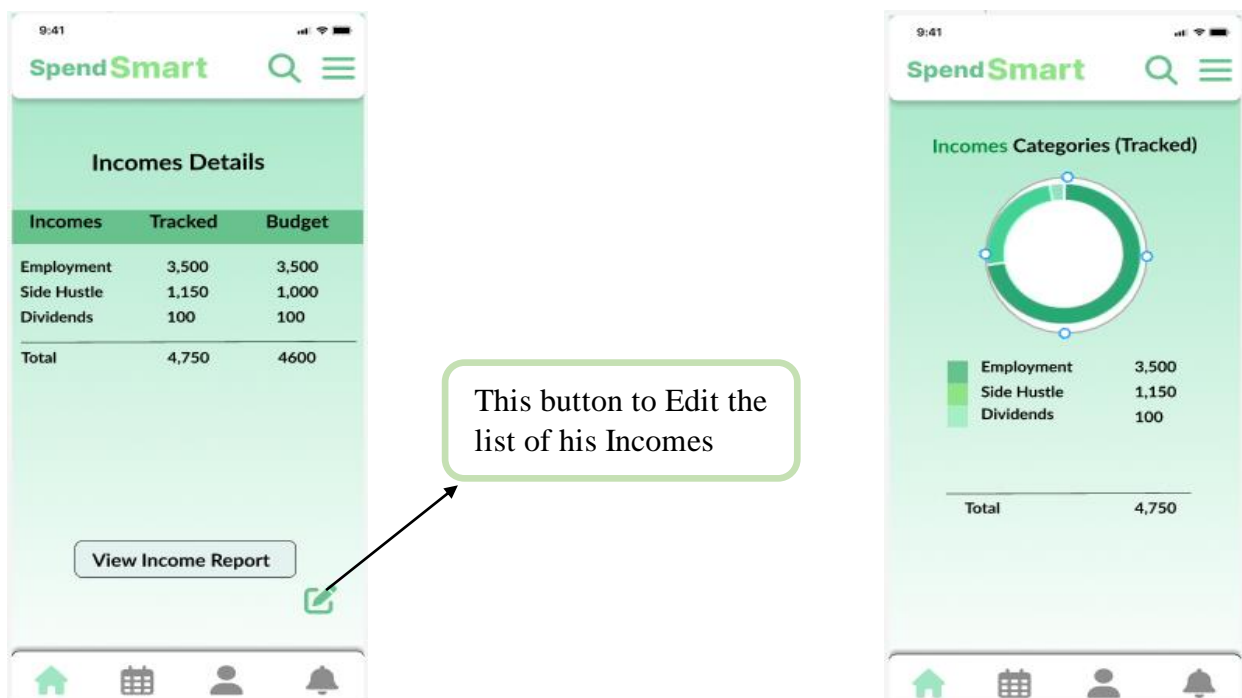 9:41
SpendSmart
Incomes Details
Incomes Tracked Budget
Employment 3,500 3,500
Side Hustle 1,150 1,000
Dividends 100 100
Total 4,750 4600
View Income Report
This button to Edit the
list of his Incomes
9:41
SpendSmart
Incomes Categories (Tracked)
Employment 3,500
Side Hustle 1,150
Dividends 100
Total 4,750